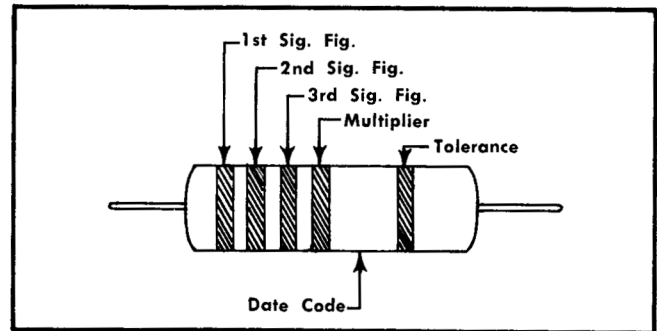 1st Sig. Fig.
2nd Sig. Fig.
3rd Sig. Fig.
Multiplier
Tolerance
Date Code